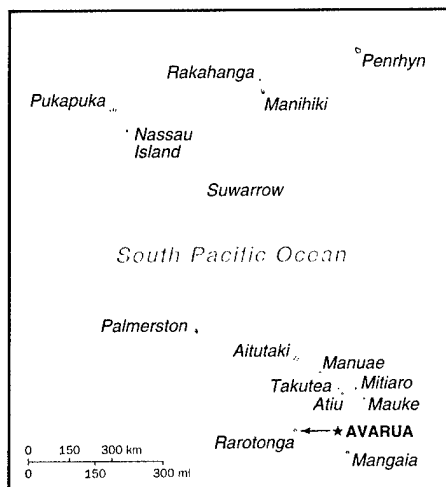 Penrhyn
Rakahanga
Manihiki
Pukapuka
Nassau
Island
Suwarrow
South Pacific Ocean
Palmerston
Aitutaki
Manuae
Takutea
Mitiaro
Atiu
Mauke
Rarotonga
★ AVARUA
Mangaia
0 150 300 km
0 150 300 mi